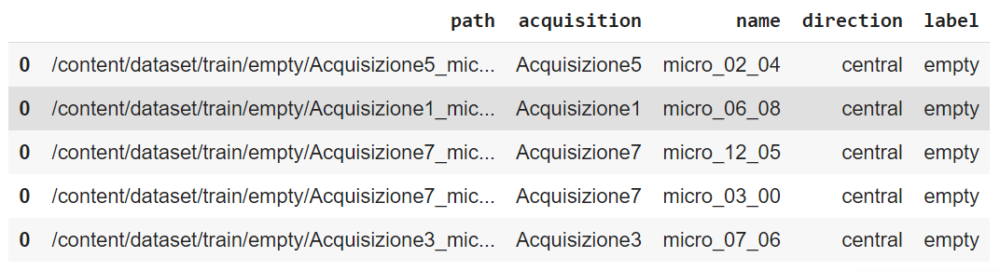 path acquisition name direction label
0 /content/dataset/train/empty/Acquisizione5_mic... Acquisizione5 micro_02_04 central empty
0 /content/dataset/train/empty/Acquisizione1_mic... Acquisizione1 micro_06_08 central empty
0 /content/dataset/train/empty/Acquisizione7_mic... Acquisizione7 micro_12_05 central empty
0 /content/dataset/train/empty/Acquisizione7_mic... Acquisizione7 micro_03_00 central empty
0 /content/dataset/train/empty/Acquisizione3_mic... Acquisizione3 micro_07_06 central empty